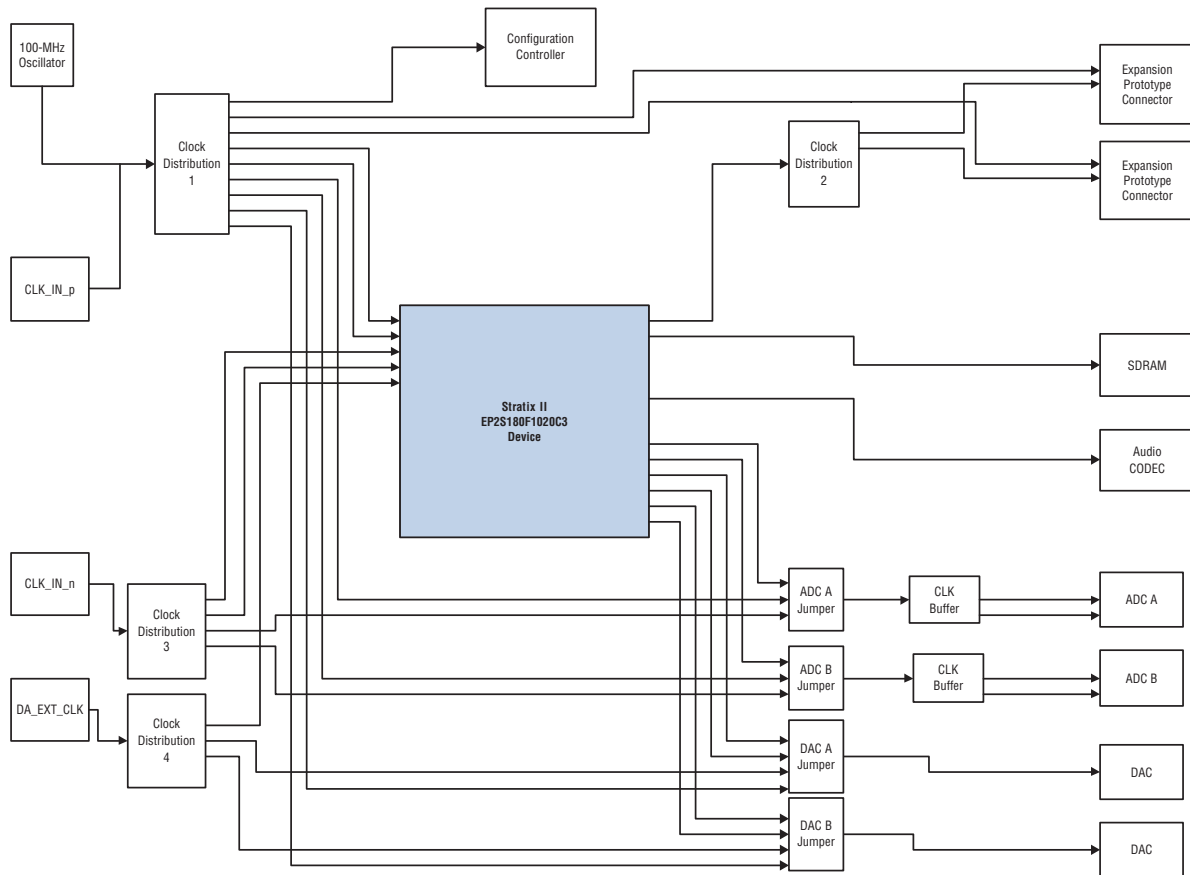 100-MHz
Oscillator
Configuration
Controller
Expansion
Prototype
Connector
Clock
Distribution
1
Clock
Distribution
2
Expansion
Prototype
Connector
CLK_IN_p
Stratix II
EP2S180F1020C3
Device
SDRAM
Audio
CODEC
CLK_IN_n
Clock
Distribution
3
ADC A
Jumper
CLK
Buffer
ADC A
DA_EXT_CLK
Clock
Distribution
4
ADC B
Jumper
CLK
Buffer
ADC B
DAC A
Jumper
DAC
DAC B
Jumper
DAC